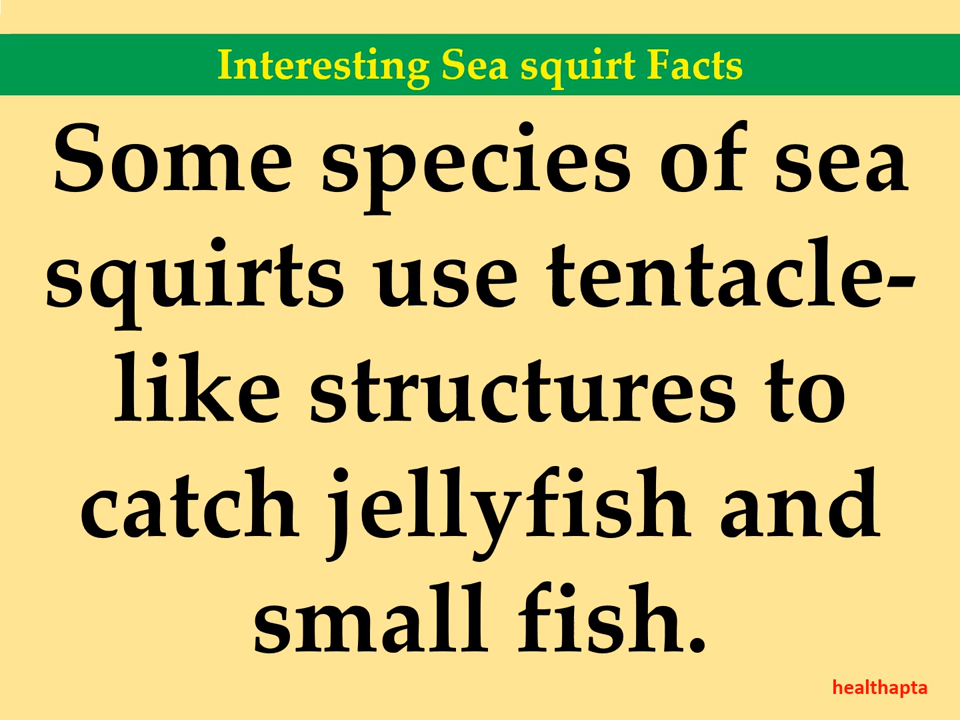 Interesting Sea squirt Facts
Some species of sea
squirts use tentacle-
like structures to
catch jellyfish and
small fish.
healthapta